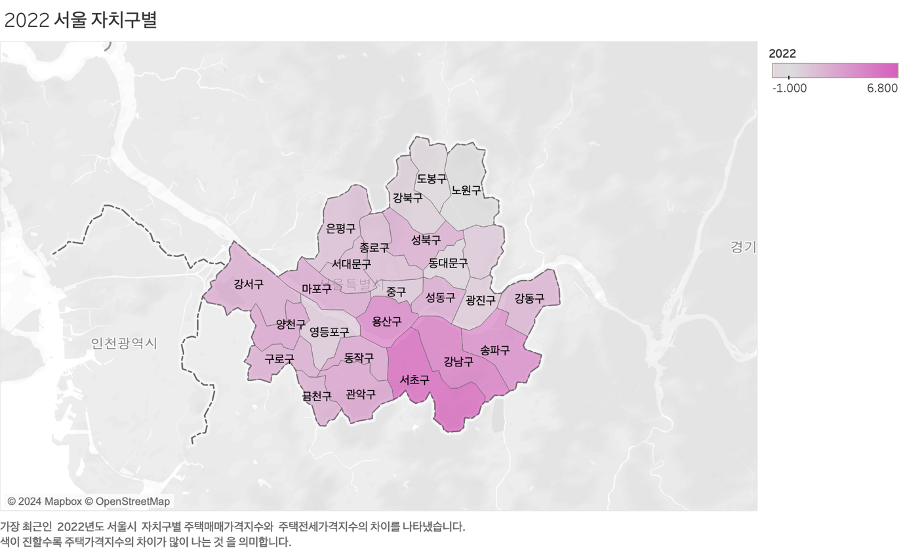 2022 서울 자치구별
2022
-1.000 6.800
도봉구
노원구
강북구
은평구
성북구
종로구
서대문구
동대문구
경기
강서구
마포구
중구
성동구
광진구
강동구
양천구
용산구
영등포구
인천광역시
송파구
구로구
동작구
강남구
서초구
금천구
관악구
© 2024 Mapbox © OpenStreetMap
가장 최근인 2022년도 서울시 자치구별 주택매매가격지수와 주택전세가격지수의 차이를 나타냈습니다.
색이 진할수록 주택가격지수의 차이가 많이 나는 것 을 의미합니다.